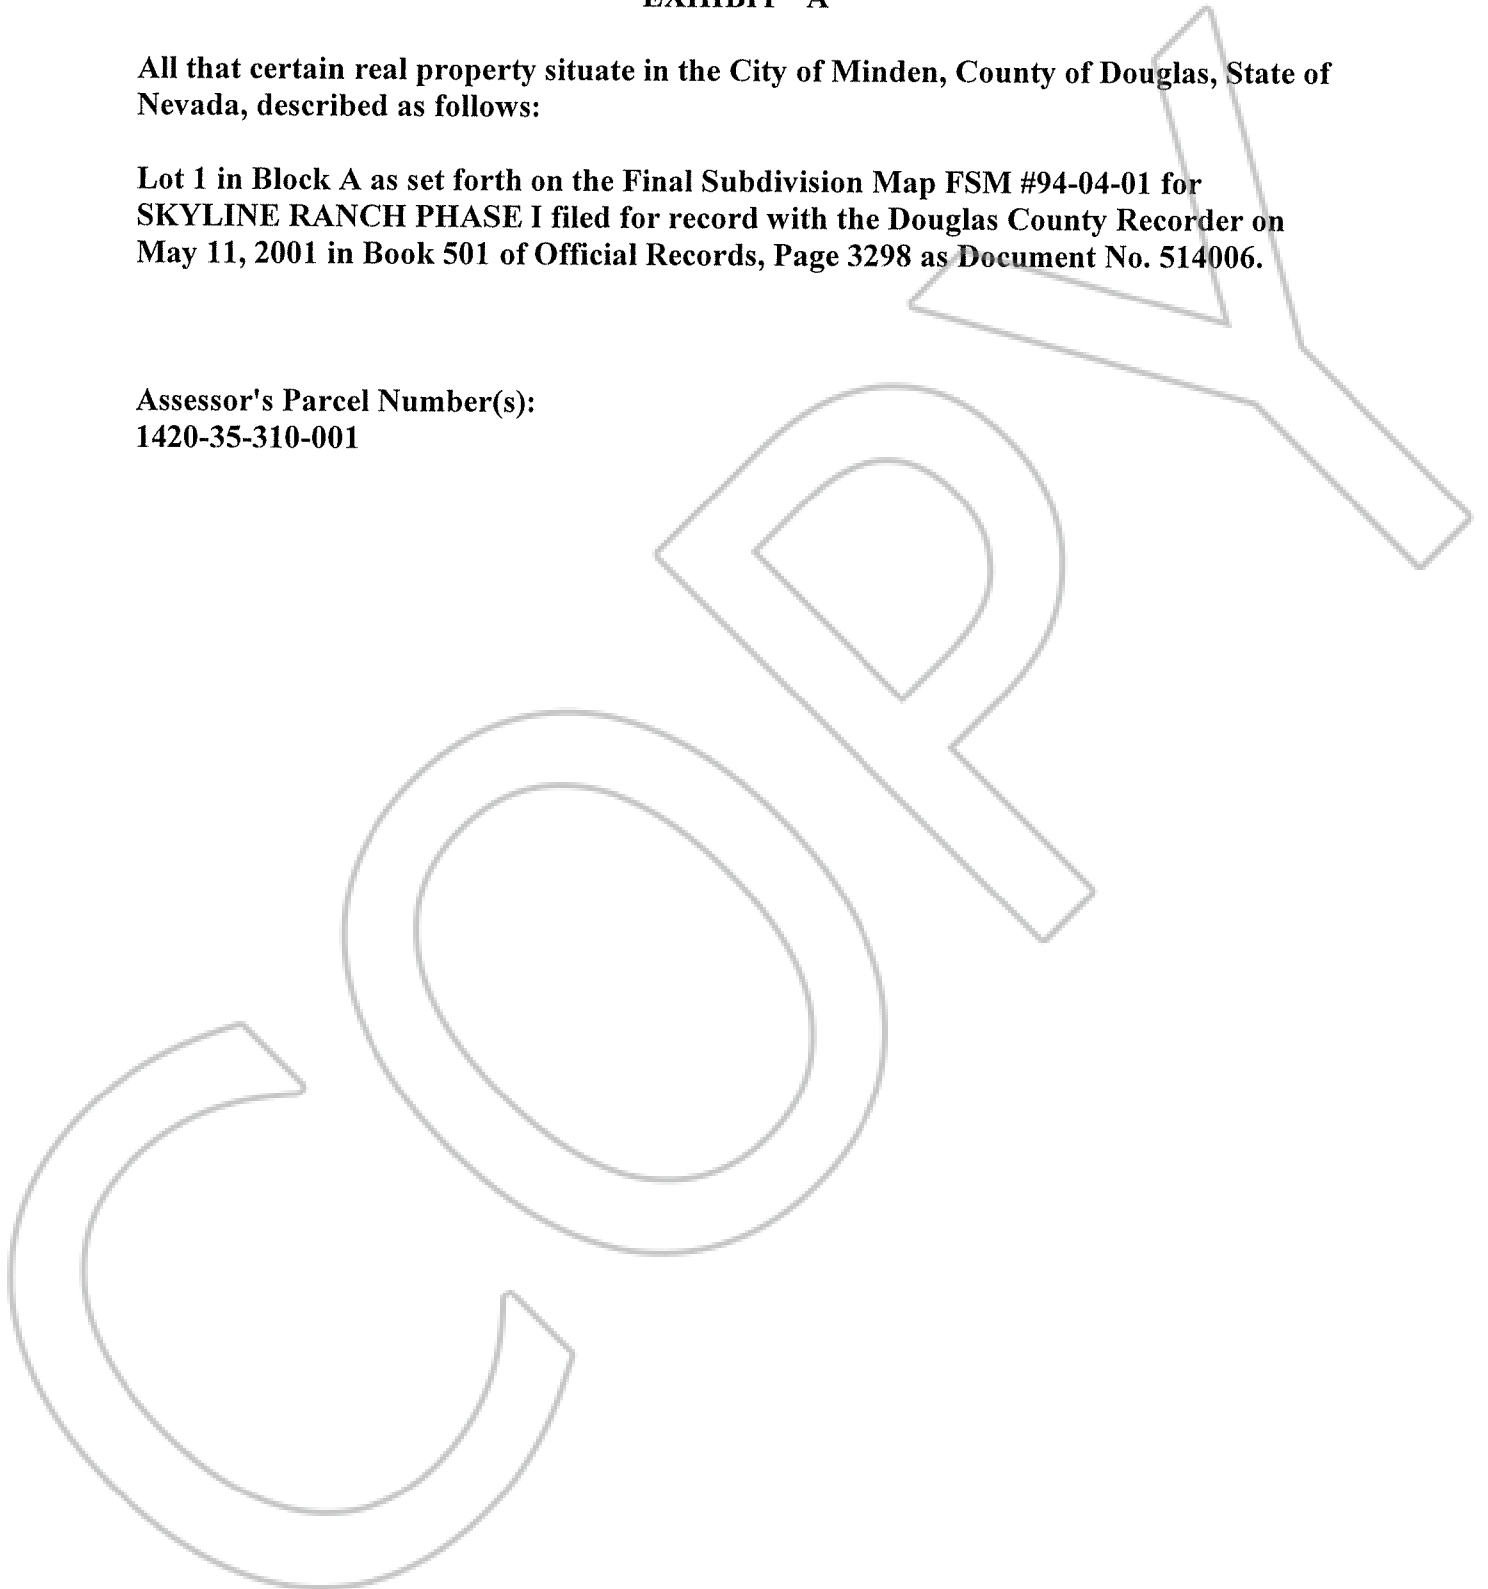 EXHIBIT "A"
All that certain real property situate in the City of Minden, County of Douglas, State of
Nevada, described as follows:
Lot 1 in Block A as set forth on the Final Subdivision Map FSM #94-04-01 for
SKYLINE RANCH PHASE I filed for record with the Douglas County Recorder on
May 11, 2001 in Book 501 of Official Records, Page 3298 as Document No. 514006.
Assessor's Parcel Number(s):
1420-35-310-001
COPY